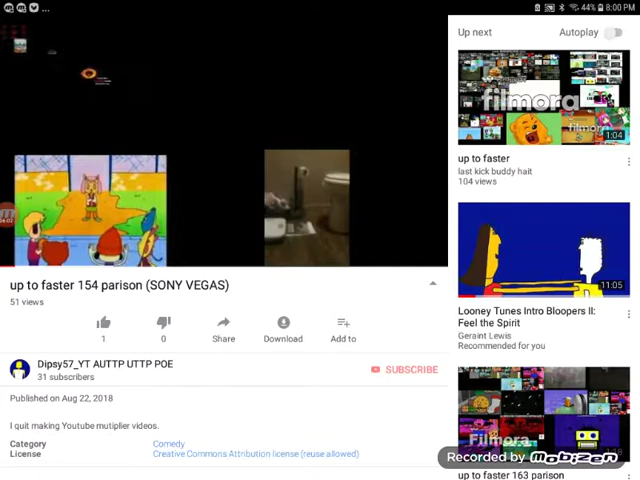 44% 8:00 PM
Up next
Autoplay
filmora
filmora
1:04
up to faster
last kick buddy hait
104 views
11:05
Looney Tunes Intro Bloopers II:
Feel the Spirit
Geraint Lewis
Recommended for you
up to faster 154 parison (SONY VEGAS)
51 views
1
0
Share
Download
Add to
Dipsy57_YT AUTTP UTTP POE
31 subscribers
SUBSCRIBE
Published on Aug 22, 2018
I quit making Youtube mutiplier videos.
Category
Comedy
License
Creative Commons Attribution license (reuse allowed)
Filmora
Recorded by Mobizen
up to faster 163 parison